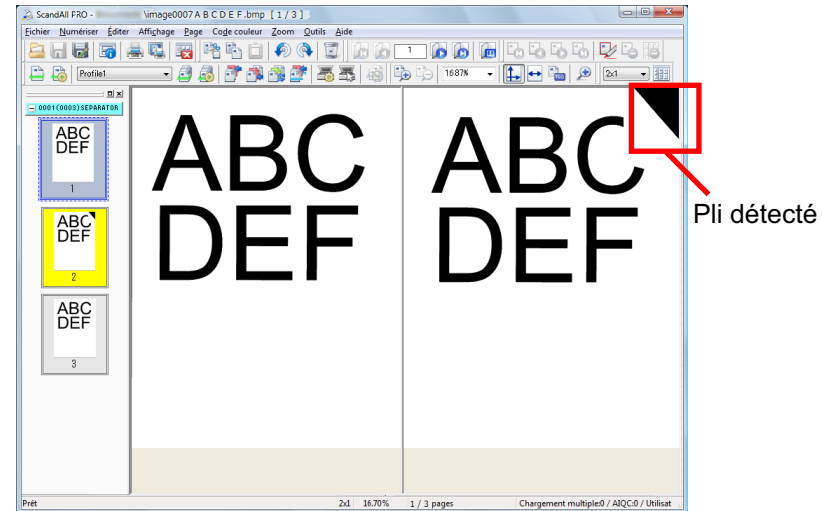 ScandAll PRO - \image0007 A B C D E F .bmp [ 1 / 3 ]
Fichier Numériser Éditer Affichage Page Code couleur Zoom Outils Aide
1
Profile1 16.87% 2x1
0001(0003)SEPARATOR
ABC
DEF
1
ABC
DEF
2
ABC
DEF
3
ABC
DEF
ABC
DEF
Pli détecté
Prêt 2x1 16.70% 1 / 3 pages Chargement multiple:0 / AIQC:0 / Utilisat